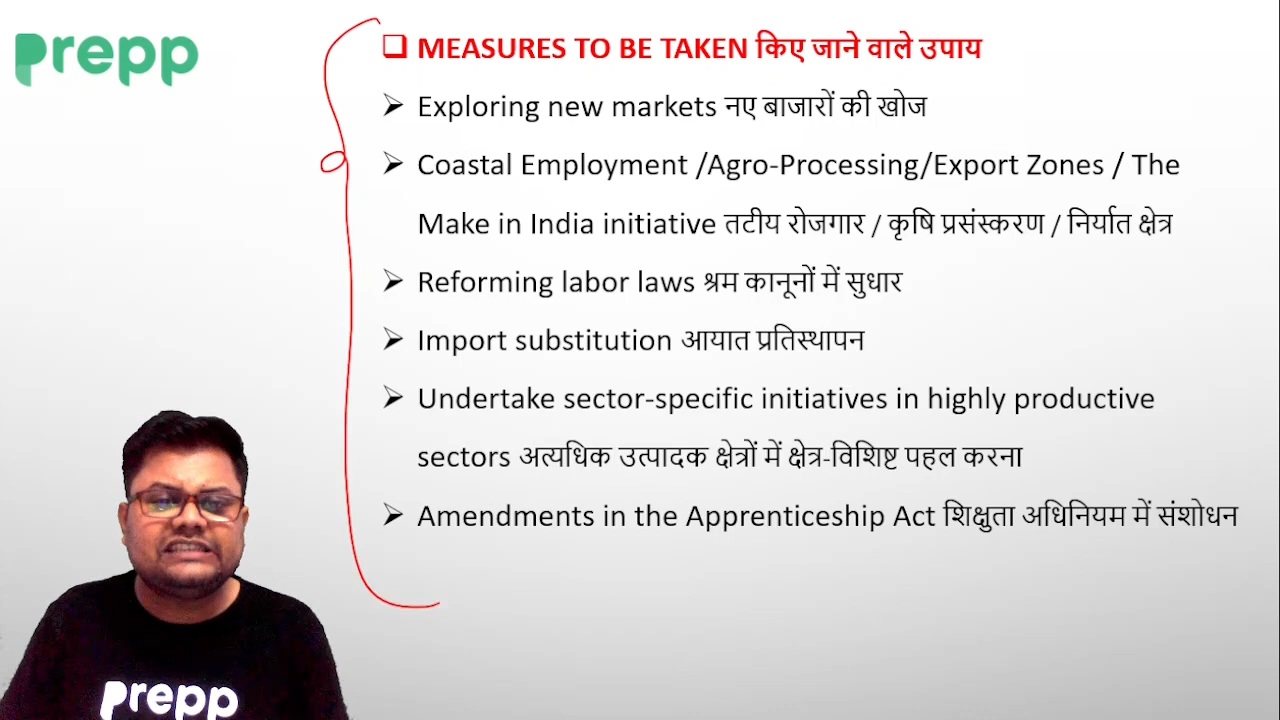 prepp
MEASURES TO BE TAKEN किए जाने वाले उपाय
Exploring new markets नए बाजारों की खोज
Coastal Employment /Agro-Processing/Export Zones / The
Make in India initiative तटीय रोजगार / कृषि प्रसंस्करण / निर्यात क्षेत्र
Reforming labor laws श्रम कानूनों में सुधार
Import substitution आयात प्रतिस्थापन
Undertake sector-specific initiatives in highly productive
sectors अत्यधिक उत्पादक क्षेत्रों में क्षेत्र-विशिष्ट पहल करना
Amendments in the Apprenticeship Act शिक्षुता अधिनियम में संशोधन
prepp